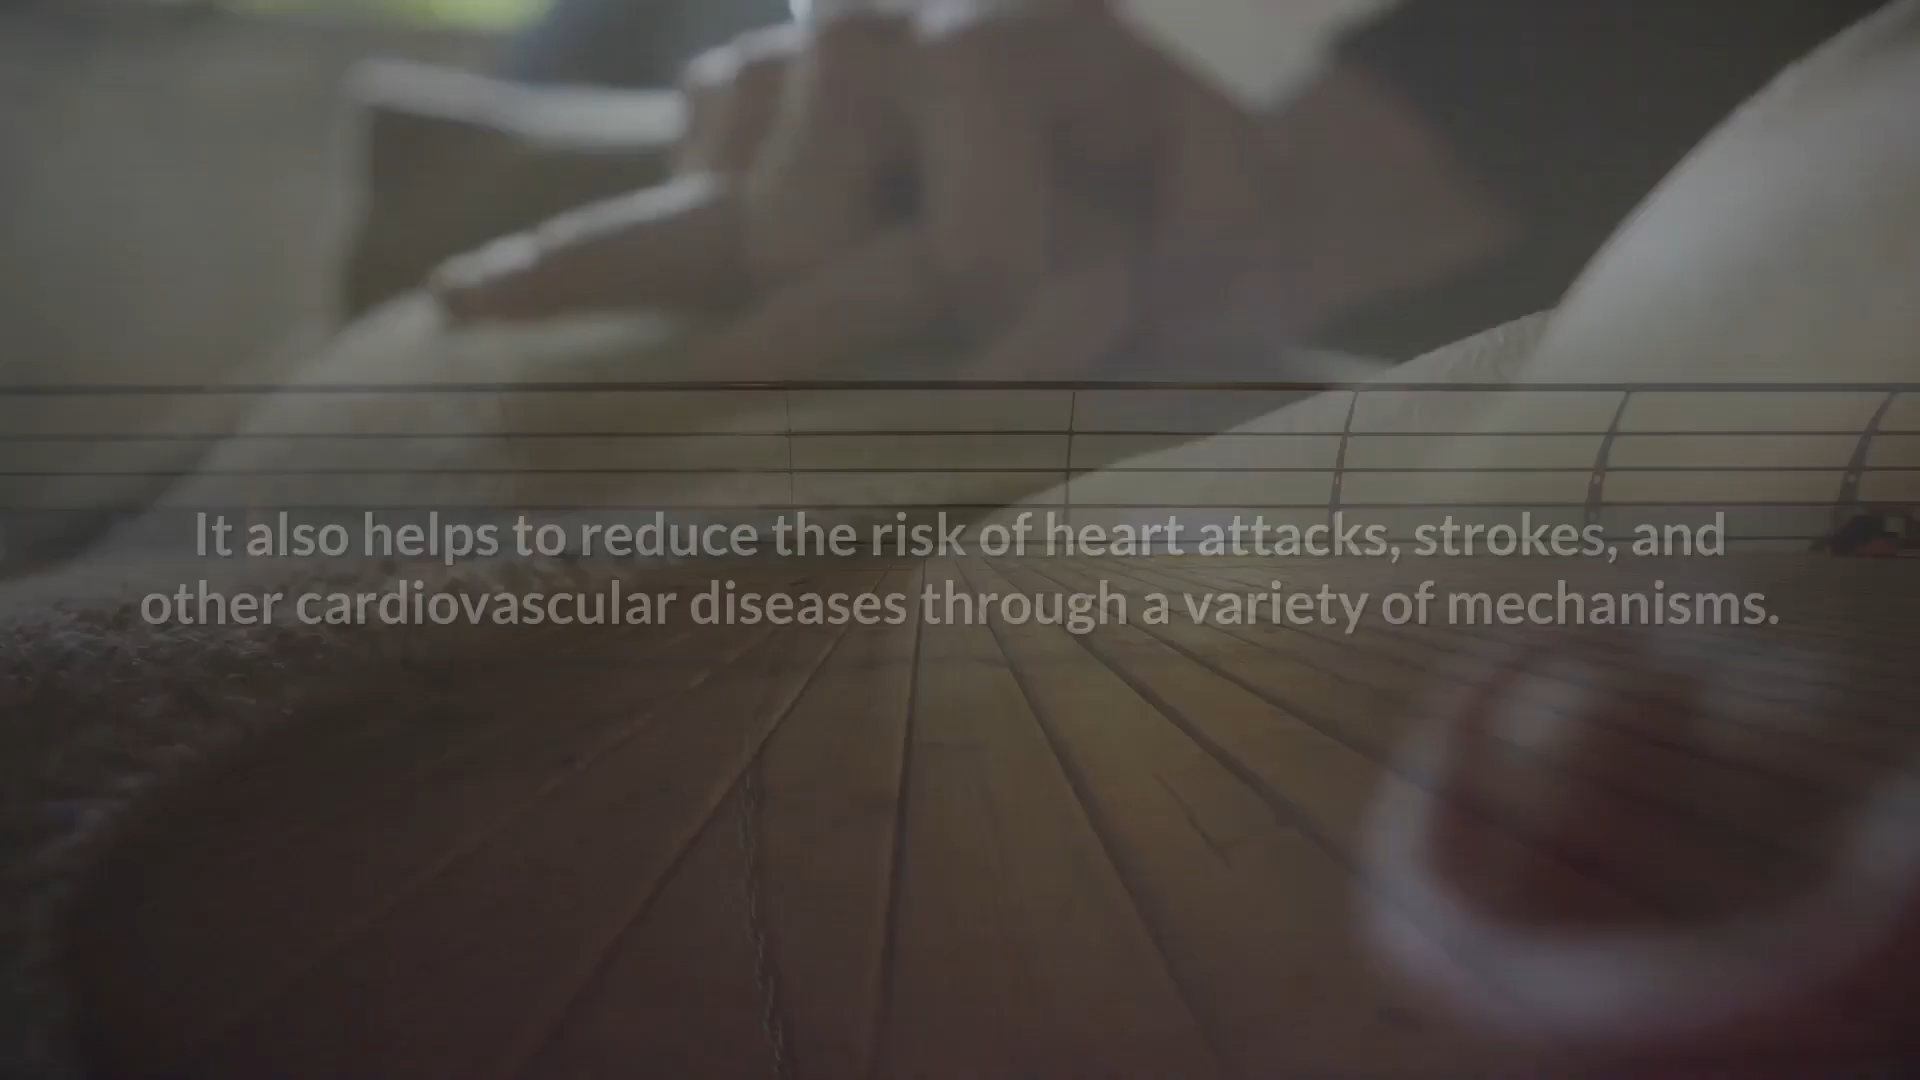 It also helps to reduce the risk of heart attacks, strokes, and
other cardiovascular diseases through a variety of mechanisms.